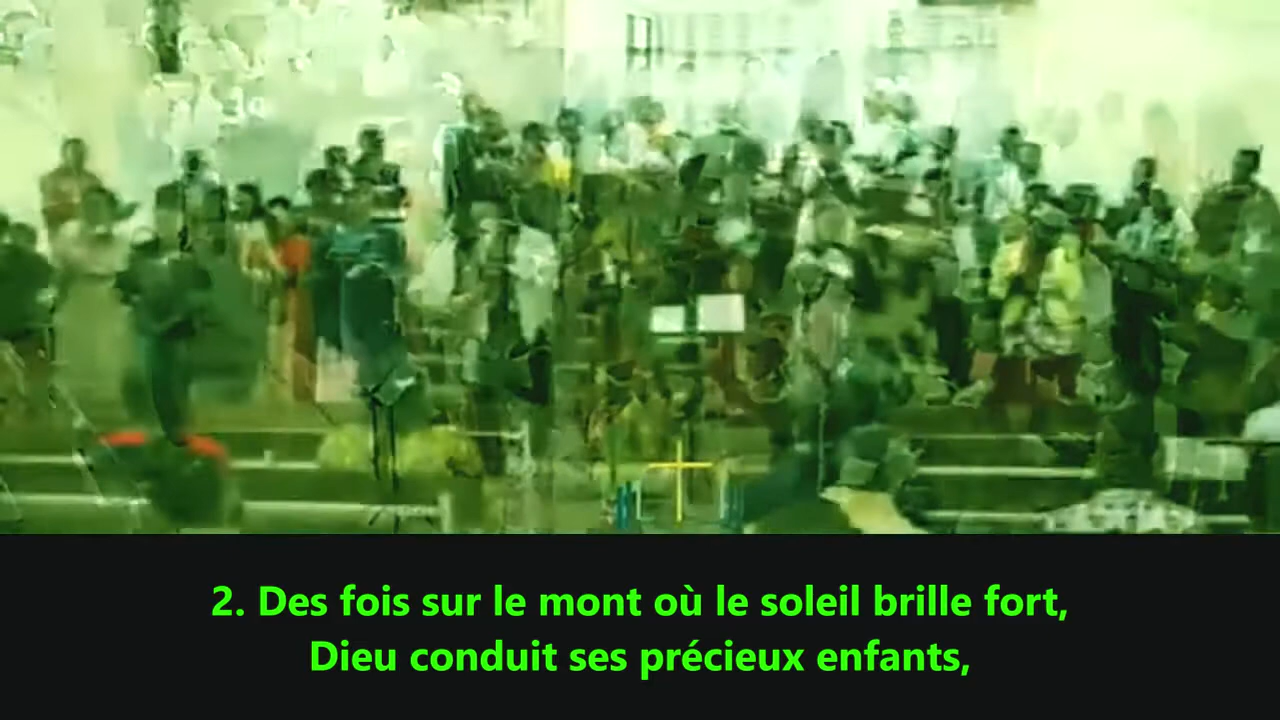 2. Des fois sur le mont où le soleil brille fort,
Dieu conduit ses précieux enfants,